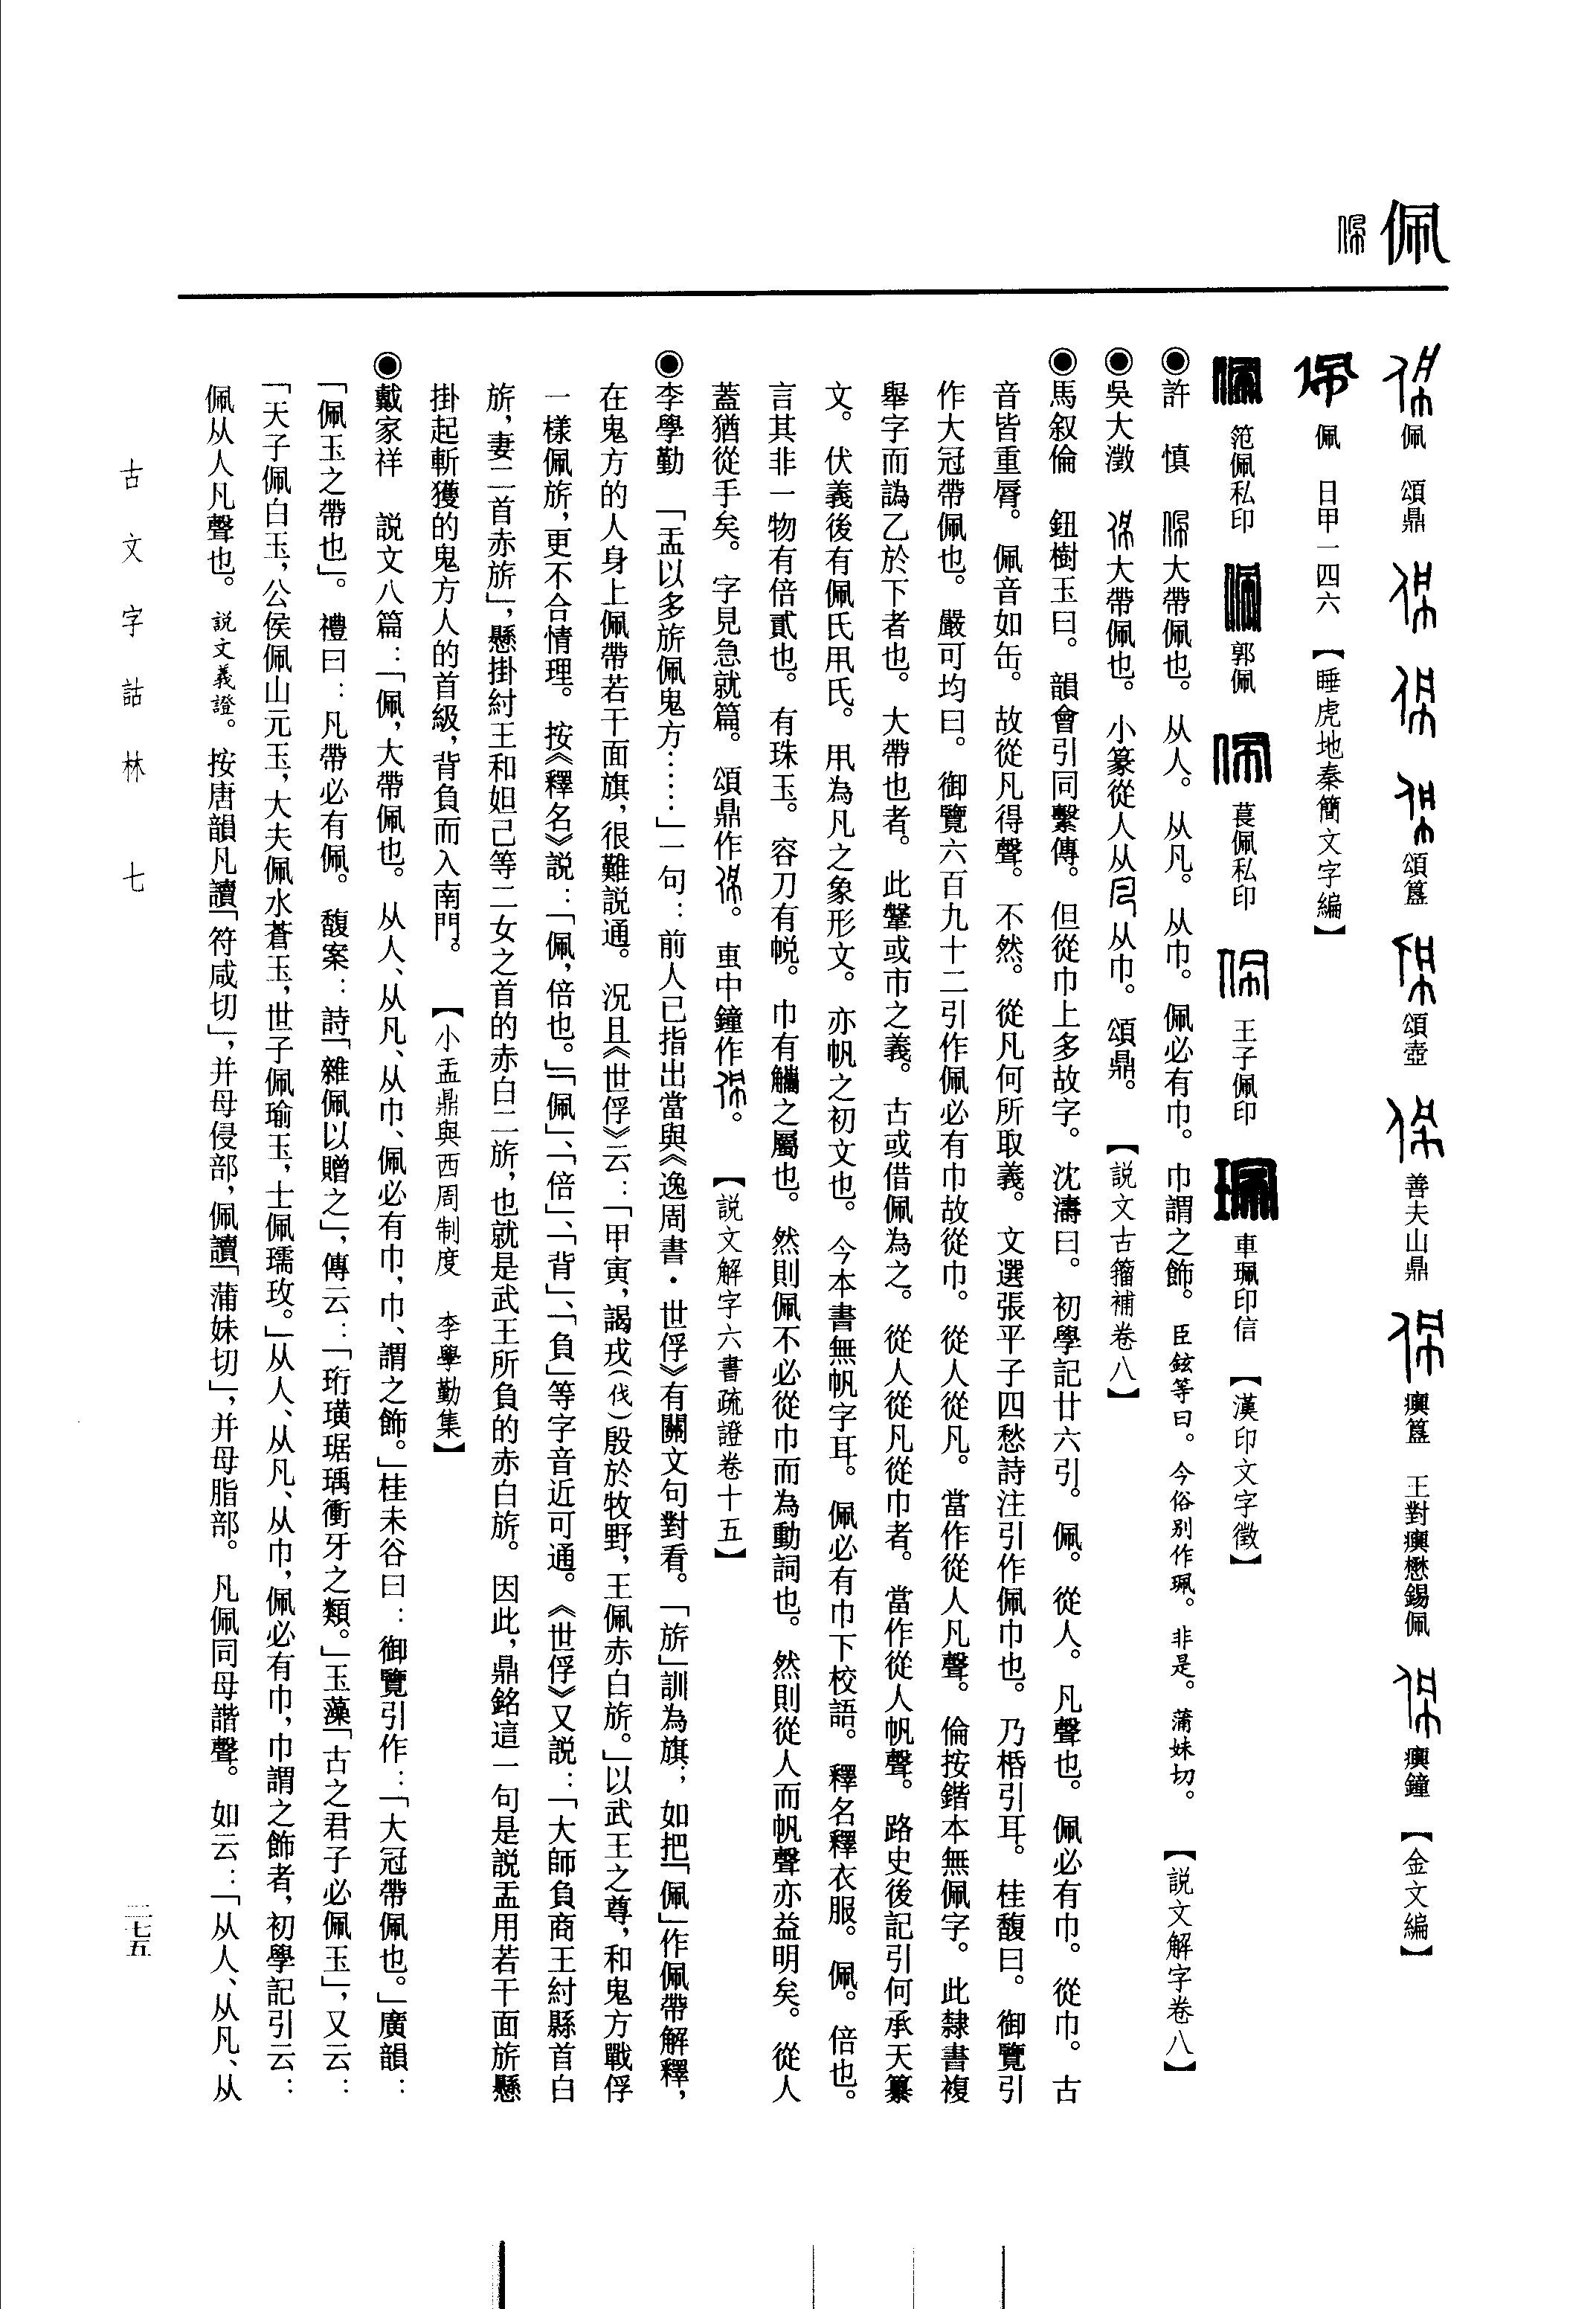 佩
佩　頌鼎　頌簋　頌壺　善夫山鼎　𤼈簋　王對𤼈懋錫佩　𤼈鐘　【金文編】
佩　日甲一四六　【睡虎地秦簡文字編】
范佩私印　郭佩　萇佩私印　王子佩印　車珮印信　【漢印文字徵】
◉許　慎　大帶佩也。从人。从凡。从巾。佩必有巾。巾謂之飾。臣鉉等曰。今俗别作珮。非是。蒲妹切。　【説文解字卷八】
◉吳大澂　大帶佩也。小篆從人从凡从巾。頌鼎。　【説文古籀補卷八】
◉馬叙倫　鈕樹玉曰。韻會引同繫傳。但從巾上多故字。沈濤曰。初學記廿六引。佩。從人。凡聲也。佩必有巾。從巾。古
音皆重脣。佩音如缶。故從凡得聲。不然。從凡何所取義。文選張平子四愁詩注引作佩巾也。乃桰引耳。桂馥曰。御覽引
作大冠帶佩也。嚴可均曰。御覽六百九十二引作佩必有巾故從巾。從人從凡。當作從人凡聲。倫按鍇本無佩字。此隸書複
舉字而譌乙於下者也。大帶也者。此鞶或巿之義。古或借佩為之。從人從凡從巾者。當作從人帆聲。路史後記引何承天纂
文。伏羲後有佩氏凧氏。凧為凡之象形文。亦帆之初文也。今本書無帆字耳。佩必有巾下校語。釋名釋衣服。佩。倍也。
言其非一物有倍貳也。有珠玉。容刀有帨。巾有觿之屬也。然則佩不必從巾而為動詞也。然則從人而帆聲亦益明矣。從人
蓋猶從手矣。字見急就篇。頌鼎作。䖝中鐘作。　【説文解字六書疏證卷十五】
◉李學勤　「盂以多旂佩鬼方……」一句：前人已指出當與《逸周書·世俘》有關文句對看。「旂」訓為旗；如把「佩」作佩帶解釋，
在鬼方的人身上佩帶若干面旗，很難説通。況且《世俘》云：「甲寅，謁戎（伐）殷於牧野，王佩赤白旂。」以武王之尊，和鬼方戰俘
一樣佩旂，更不合情理。按《釋名》説：「佩，倍也。」「佩」、「倍」、「背」、「負」等字音近可通。《世俘》又説：「大師負商王紂縣首白
旂，妻二首赤旂」，懸掛紂王和妲己等二女之首的赤白二旂，也就是武王所負的赤白旂。因此，鼎銘這一句是説盂用若干面旂懸
掛起斬獲的鬼方人的首級，背負而入南門。　【小盂鼎與西周制度　李學勤集】
◉戴家祥　説文八篇：「佩，大帶佩也。从人、从凡、从巾、佩必有巾，巾、謂之飾。」桂未谷曰：御覽引作：「大冠帶佩也。」廣韻：
「佩玉之帶也」。禮曰：凡帶必有佩。馥案：詩「雜佩以贈之」，傳云：「珩璜琚瑀衝牙之類。」玉藻「古之君子必佩玉」，又云：
「天子佩白玉，公侯佩山元玉，大夫佩水蒼玉，世子佩瑜玉，士佩瓀玫。」从人、从凡、从巾，佩必有巾，巾謂之飾者，初學記引云：
佩从人凡聲也。説文義證。按唐韻凡讀「符咸切」，并母侵部，佩讀「蒲妹切」，并母脂部。凡佩同母諧聲。如云：「从人、从凡、从
古文字詁林　七
二七五